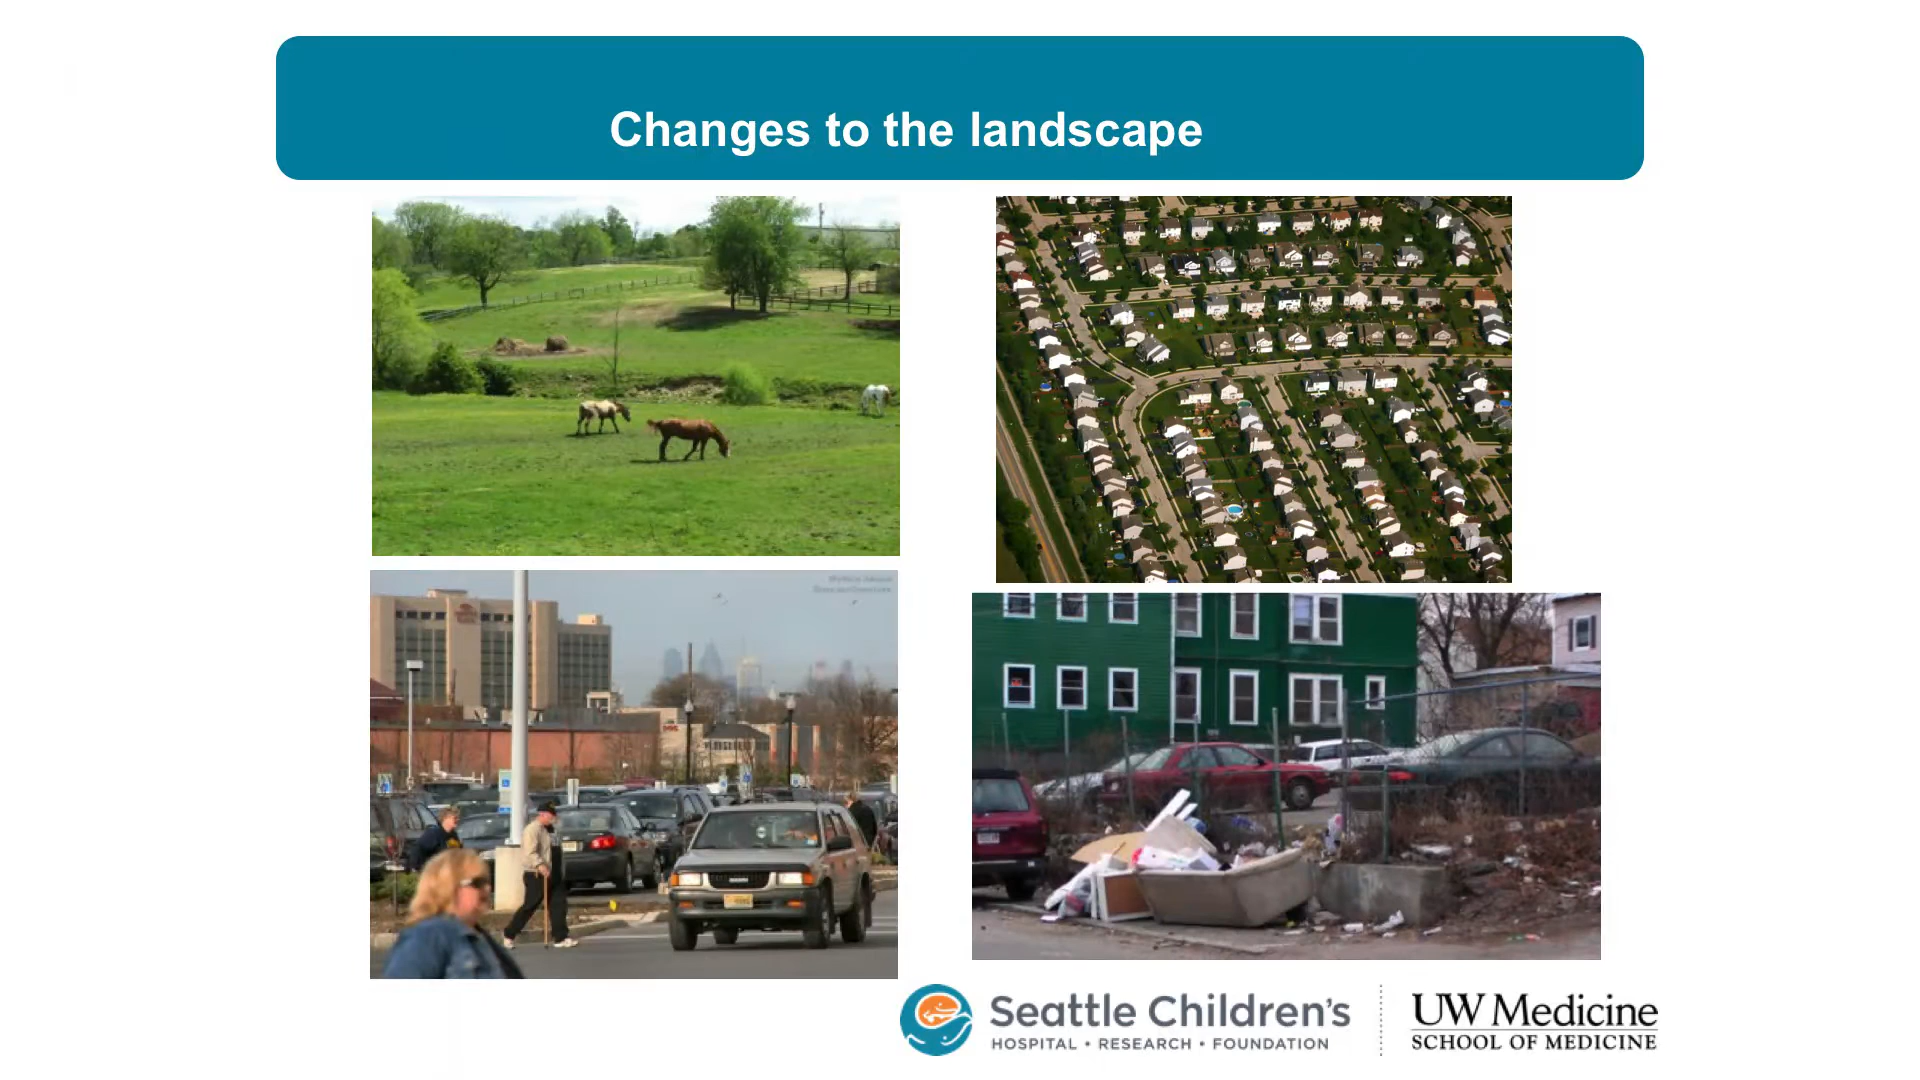 Changes to the landscape
Seattle Children's
HOSPITAL • RESEARCH • FOUNDATION
UW Medicine
SCHOOL OF MEDICINE